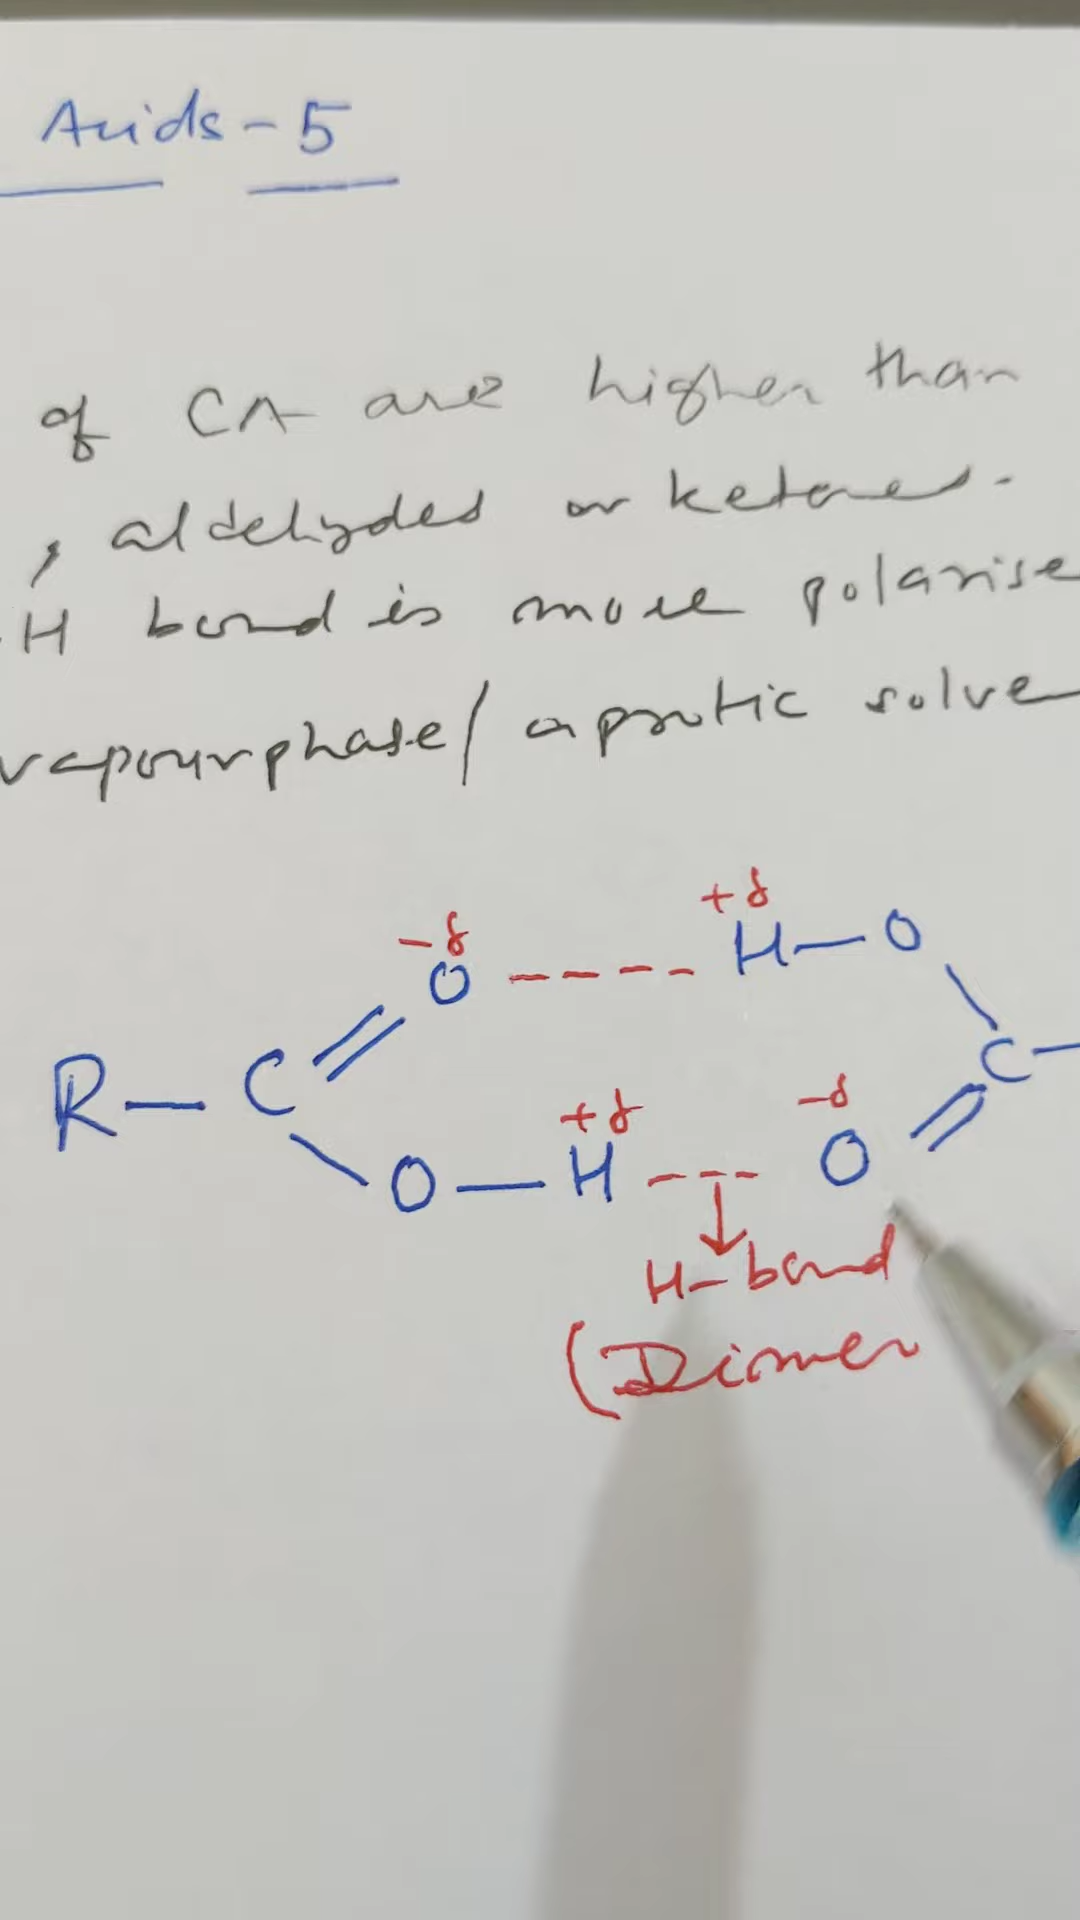 Acids - 5
of CA are higher than
, aldehydes or ketones.
-H bond is more polarise
vapourphase/ aprotic solve
-δ +δ
O ---- H — O
R — C C —
+δ -δ
O — H --- O
H-bond
(Dimer